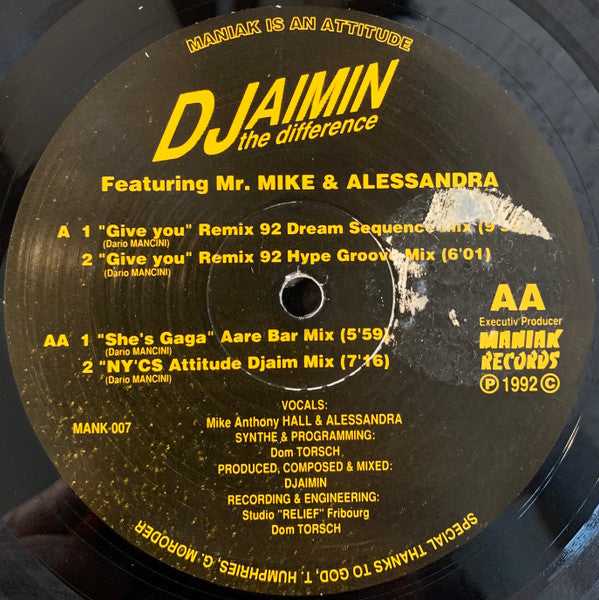 MANIAK IS AN ATTITUDE
DJAIMIN
the difference
Featuring Mr. MIKE & ALESSANDRA
A 1 "Give you" Remix 92 Dream Sequence Mix (9'
(Dario MANCINI)
2 "Give you" Remix 92 Hype Groove Mix (6'01)
(Dario MANCINI)
AA
Executiv Producer
MANIAK
RECORDS
P 1992 C
AA 1 "She's Gaga" Aare Bar Mix (5'59)
(Dario MANCINI)
2 "NY'CS Attitude Djaim Mix (7'16)
(Dario MANCINI)
MANK-007
VOCALS:
Mike Anthony HALL & ALESSANDRA
SYNTHE & PROGRAMMING:
Dom TORSCH
PRODUCED, COMPOSED & MIXED:
DJAIMIN
RECORDING & ENGINEERING:
Studio "RELIEF" Fribourg
Dom TORSCH
SPECIAL THANKS TO GOD, T. HUMPHRIES, G. MORODER